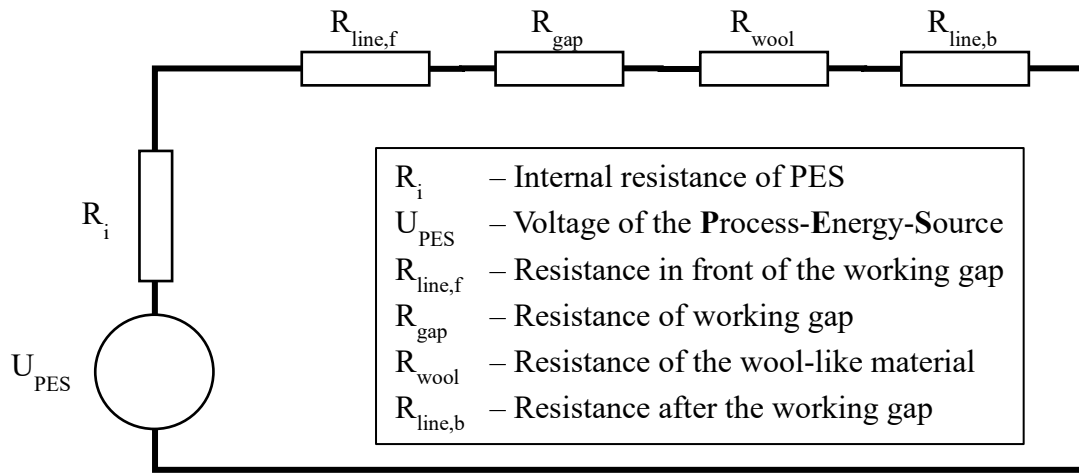 R_line,f
R_gap
R_wool
R_line,b
R_i
U_PES
R_i – Internal resistance of PES
U_PES – Voltage of the Process-Energy-Source
R_line,f – Resistance in front of the working gap
R_gap – Resistance of working gap
R_wool – Resistance of the wool-like material
R_line,b – Resistance after the working gap